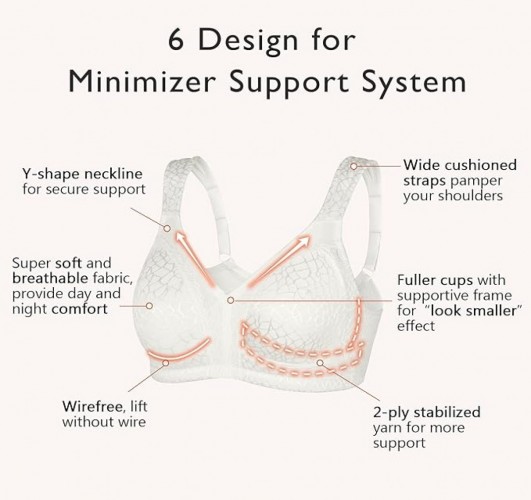 6 Design for
Minimizer Support System
Y-shape neckline
for secure support
Wide cushioned
straps pamper
your shoulders
Super soft and
breathable fabric,
provide day and
night comfort
Fuller cups with
supportive frame
for "look smaller"
effect
Wirefree, lift
without wire
2-ply stabilized
yarn for more
support